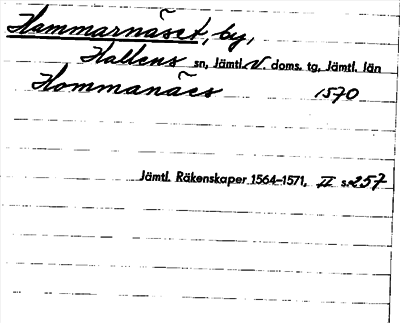 Hammarnäset, by,
Hallens sn, Jämtl. V. doms. tg, Jämtl. län
Hommanäes 1570
Jämtl. Räkenskaper 1564-1571, II s. 257